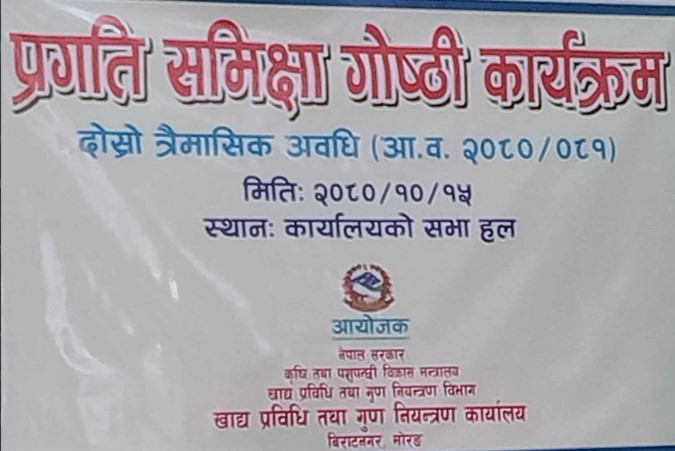 प्रगति समिक्षा गोष्ठी कार्यक्रम
दोस्रो त्रैमासिक अवधि (आ.व. २०८०/०८१)
मितिः २०८०/१०/१५
स्थानः कार्यालयको सभा हल
आयोजक
नेपाल सरकार
कृषि तथा पशुपन्छी विकास मन्त्रालय
खाद्य प्रविधि तथा गुण नियन्त्रण विभाग
खाद्य प्रविधि तथा गुण नियन्त्रण कार्यालय
बिराटनगर, मोरङ